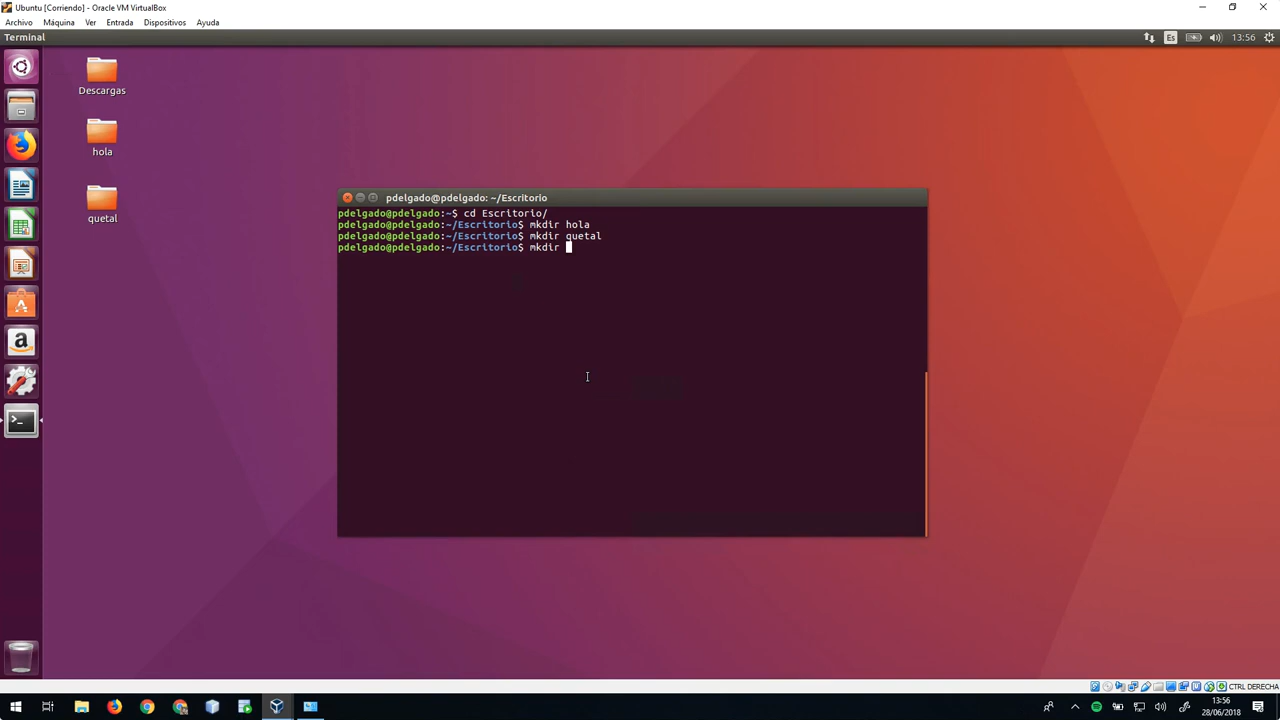 Ubuntu [Corriendo] - Oracle VM VirtualBox
Archivo Máquina Ver Entrada Dispositivos Ayuda
Terminal
Es
13:56
Descargas
hola
quetal
pdelgado@pdelgado: ~/Escritorio
pdelgado@pdelgado:~$ cd Escritorio/
pdelgado@pdelgado:~/Escritorio$ mkdir hola
pdelgado@pdelgado:~/Escritorio$ mkdir quetal
pdelgado@pdelgado:~/Escritorio$ mkdir
CTRL DERECHA
13:56
28/06/2018